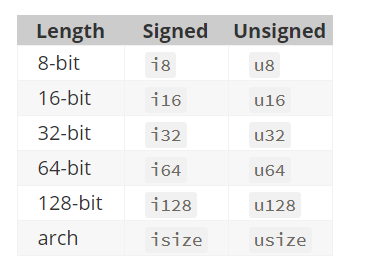 Length Signed Unsigned
8-bit i8 u8
16-bit i16 u16
32-bit i32 u32
64-bit i64 u64
128-bit i128 u128
arch isize usize